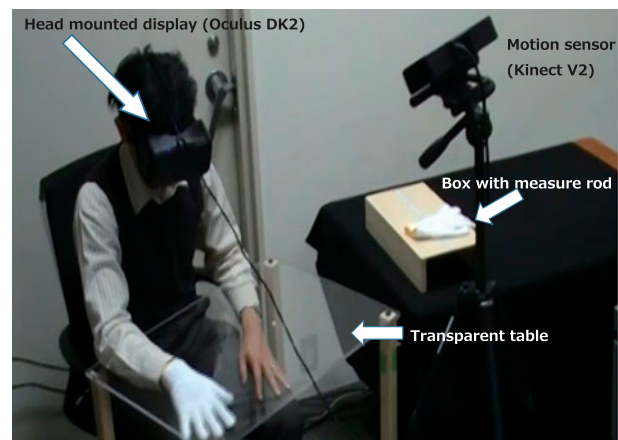 Head mounted display (Oculus DK2)
Motion sensor
(Kinect V2)
Box with measure rod
Transparent table